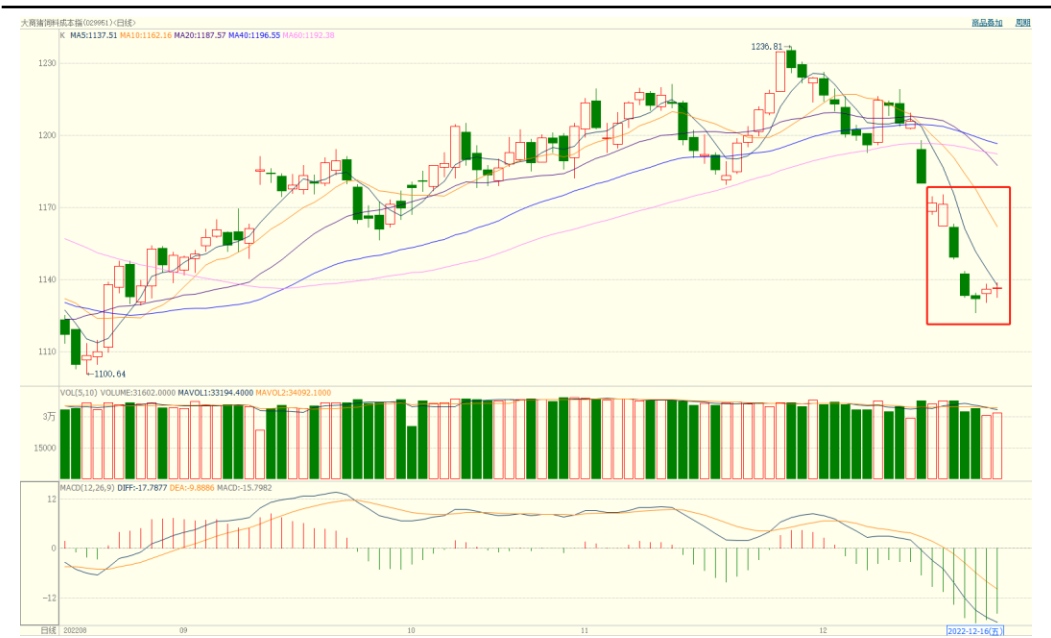 大商猪饲料成本指(029951)<日线> 商品叠加 周期
K MA5:1137.51 MA10:1162.16 MA20:1187.57 MA40:1196.55 MA60:1192.38
1236.81→
1230
1200
1170
1140
1110
←1100.64
VOL(5,10) VOLUME:31602.0000 MAVOL1:33194.4000 MAVOL2:34092.1000
3万
15000
MACD(12,26,9) DIFF:-17.7877 DEA:-9.8886 MACD:-15.7982
12
0
-12
日线 202208 09 10 11 12 2022-12-16(五)